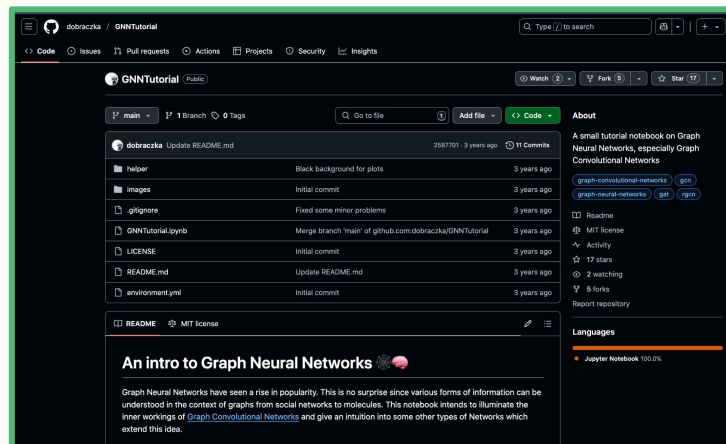 dobraczka / GNNTutorial
Type / to search
Code Issues Pull requests Actions Projects Security Insights
GNNTutorial Public
Watch 2 Fork 5 Star 17
main 1 Branch 0 Tags Go to file t Add file Code
dobraczka Update README.md 2587701 · 3 years ago 11 Commits
helper Black background for plots 3 years ago
images Initial commit 3 years ago
.gitignore Fixed some minor problems 3 years ago
GNNTutorial.ipynb Merge branch 'main' of github.com:dobraczka/GNNTutorial 3 years ago
LICENSE Initial commit 3 years ago
README.md Update README.md 3 years ago
environment.yml Initial commit 3 years ago
README MIT license
An intro to Graph Neural Networks 🕸️🧠
Graph Neural Networks have seen a rise in popularity. This is no surprise since various forms of information can be
understood in the context of graphs from social networks to molecules. This notebook intends to illuminate the
inner workings of Graph Convolutional Networks and give an intuition into some other types of Networks which
extend this idea.
About
A small tutorial notebook on Graph
Neural Networks, especially Graph
Convolutional Networks
graph-convolutional-networks gcn
graph-neural-networks gat rgcn
Readme
MIT license
Activity
17 stars
2 watching
5 forks
Report repository
Languages
Jupyter Notebook 100.0%